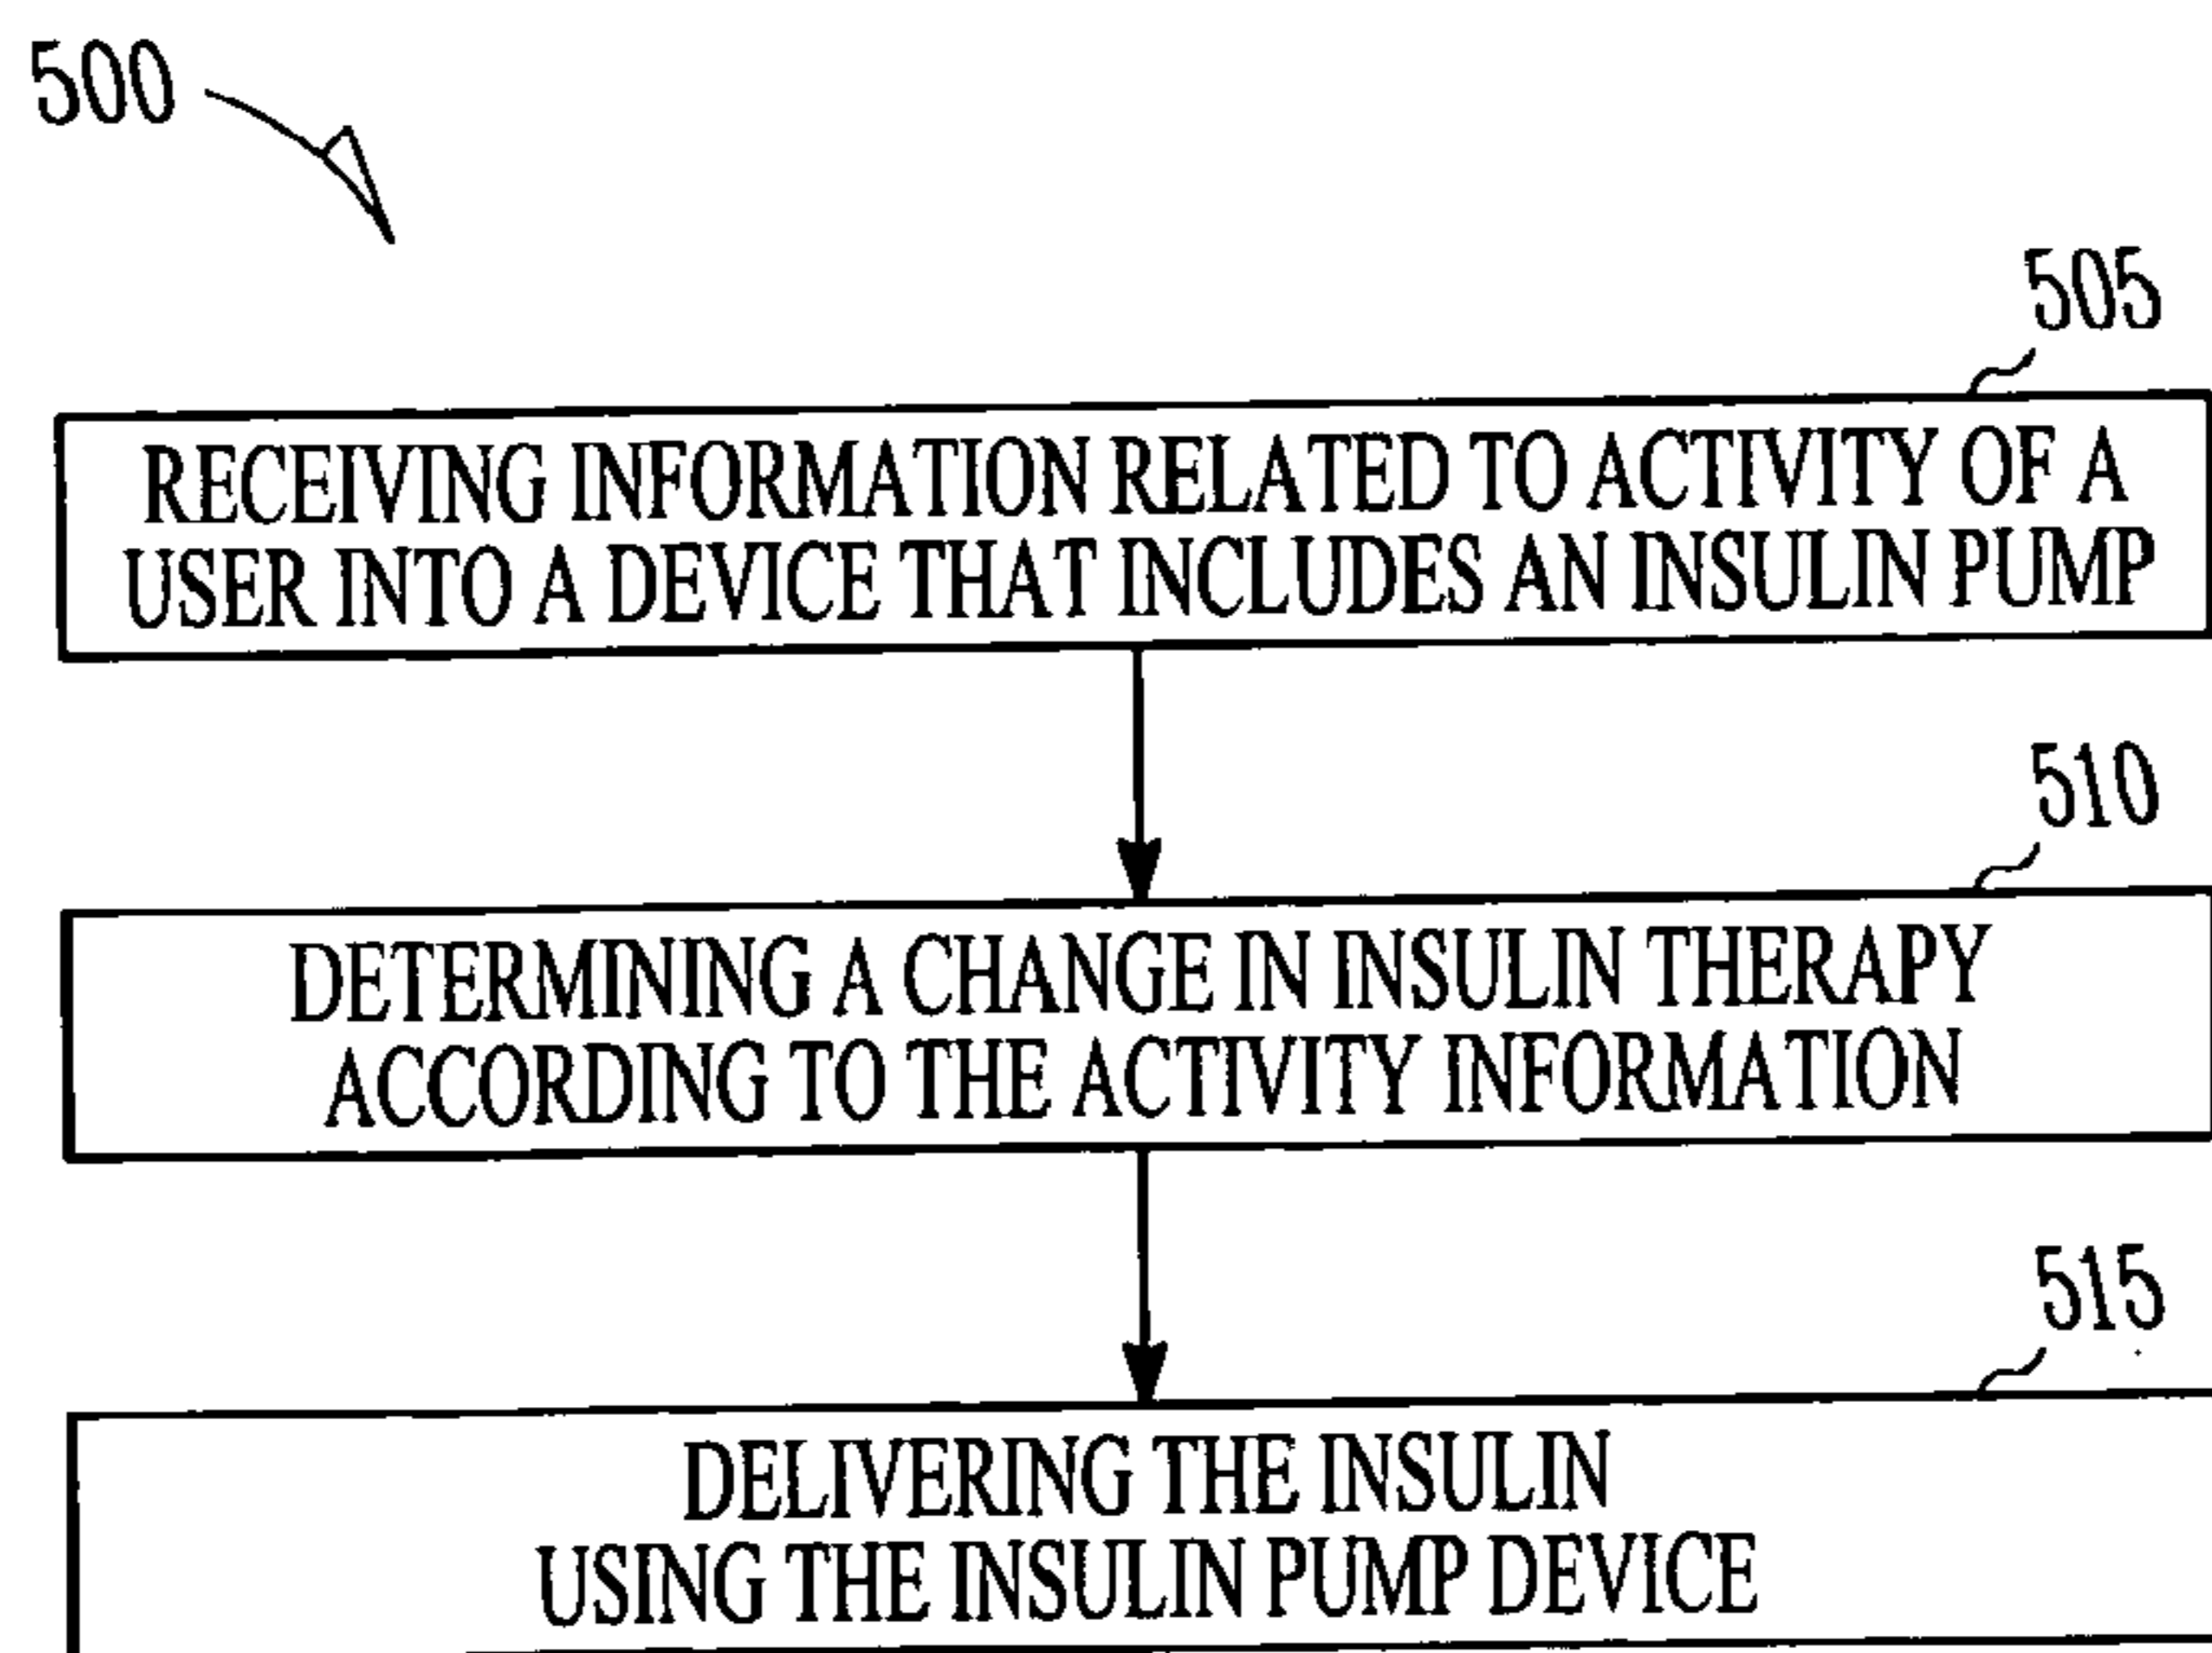 500
505
RECEIVING INFORMATION RELATED TO ACTIVITY OF A
USER INTO A DEVICE THAT INCLUDES AN INSULIN PUMP
510
DETERMINING A CHANGE IN INSULIN THERAPY
ACCORDING TO THE ACTIVITY INFORMATION
515
DELIVERING THE INSULIN
USING THE INSULIN PUMP DEVICE